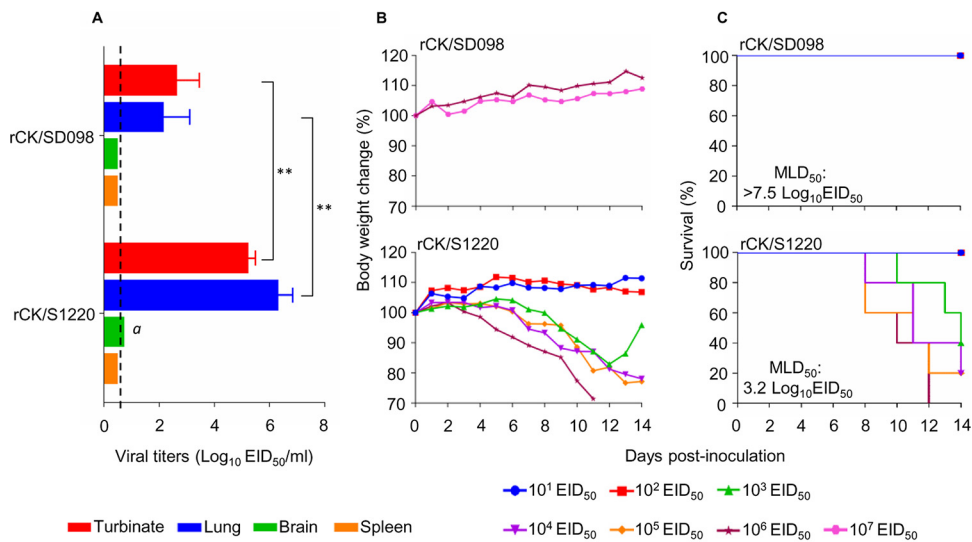 A
rCK/SD098
rCK/S1220
**
**
a
0 2 4 6 8
Viral titers (Log10 EID50/ml)
Turbinate Lung Brain Spleen
B
rCK/SD098
120
110
100
90
80
70
rCK/S1220
120
110
100
90
80
70
0 2 4 6 8 10 12 14
Body weight change (%)
C
rCK/SD098
100
80
60
40
20
0
MLD50:
>7.5 Log10EID50
rCK/S1220
100
80
60
40
20
0
MLD50:
3.2 Log10EID50
0 2 4 6 8 10 12 14
Survival (%)
Days post-inoculation
10¹ EID50 10² EID50 10³ EID50
10⁴ EID50 10⁵ EID50 10⁶ EID50 10⁷ EID50